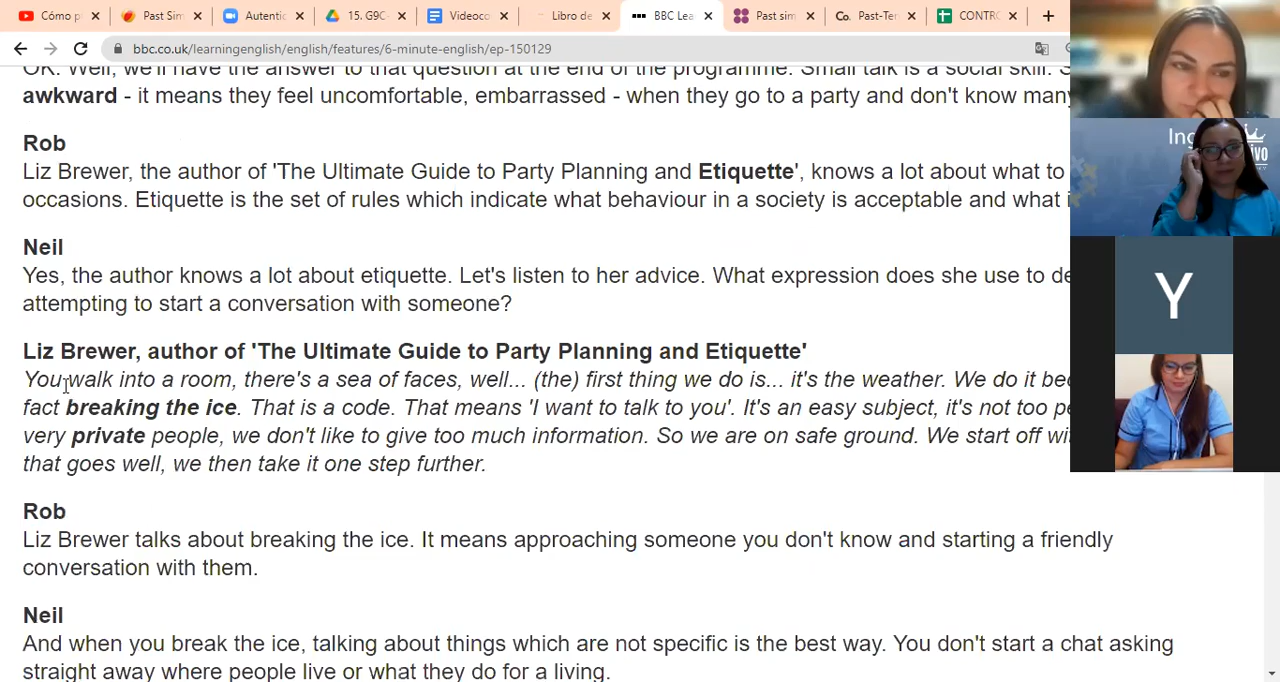 Cómo p
Past Sim
Autentic
15. G9C
Videoco
Libro de
BBC Lea
Past sim
Co. Past-Ter
CONTRO
bbc.co.uk/learningenglish/english/features/6-minute-english/ep-150129
OK. Well, we'll have the answer to that question at the end of the programme. Small talk is a social skill.
awkward - it means they feel uncomfortable, embarrassed - when they go to a party and don't know many
Rob
Liz Brewer, the author of 'The Ultimate Guide to Party Planning and Etiquette', knows a lot about what to
occasions. Etiquette is the set of rules which indicate what behaviour in a society is acceptable and what
Neil
Yes, the author knows a lot about etiquette. Let's listen to her advice. What expression does she use to de
attempting to start a conversation with someone?
Liz Brewer, author of 'The Ultimate Guide to Party Planning and Etiquette'
You walk into a room, there's a sea of faces, well... (the) first thing we do is... it's the weather. We do it bec
fact breaking the ice. That is a code. That means 'I want to talk to you'. It's an easy subject, it's not too pe
very private people, we don't like to give too much information. So we are on safe ground. We start off wi
that goes well, we then take it one step further.
Rob
Liz Brewer talks about breaking the ice. It means approaching someone you don't know and starting a friendly
conversation with them.
Neil
And when you break the ice, talking about things which are not specific is the best way. You don't start a chat asking
straight away where people live or what they do for a living.
Ing
IVO
Y